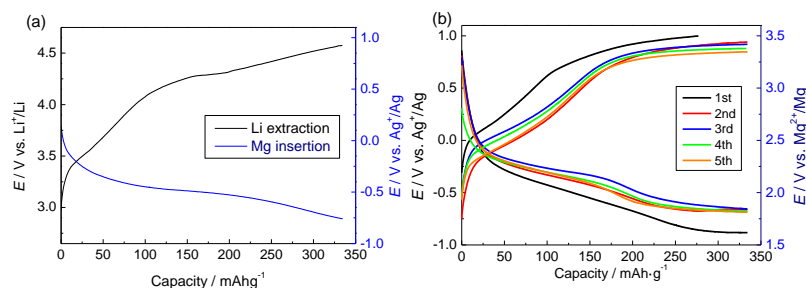 (a)
4.5
4.0
3.5
3.0
E / V vs. Li⁺/Li
1.0
0.5
0.0
-0.5
-1.0
E / V vs. Ag⁺/Ag
Li extraction
Mg insertion
0 50 100 150 200 250 300 350
Capacity / mAhg⁻¹
(b)
1.0
0.5
0.0
-0.5
-1.0
E / V vs. Ag⁺/Ag
3.5
3.0
2.5
2.0
1.5
E / V vs. Mg²⁺/Mg
1st
2nd
3rd
4th
5th
0 50 100 150 200 250 300 350
Capacity / mAh·g⁻¹